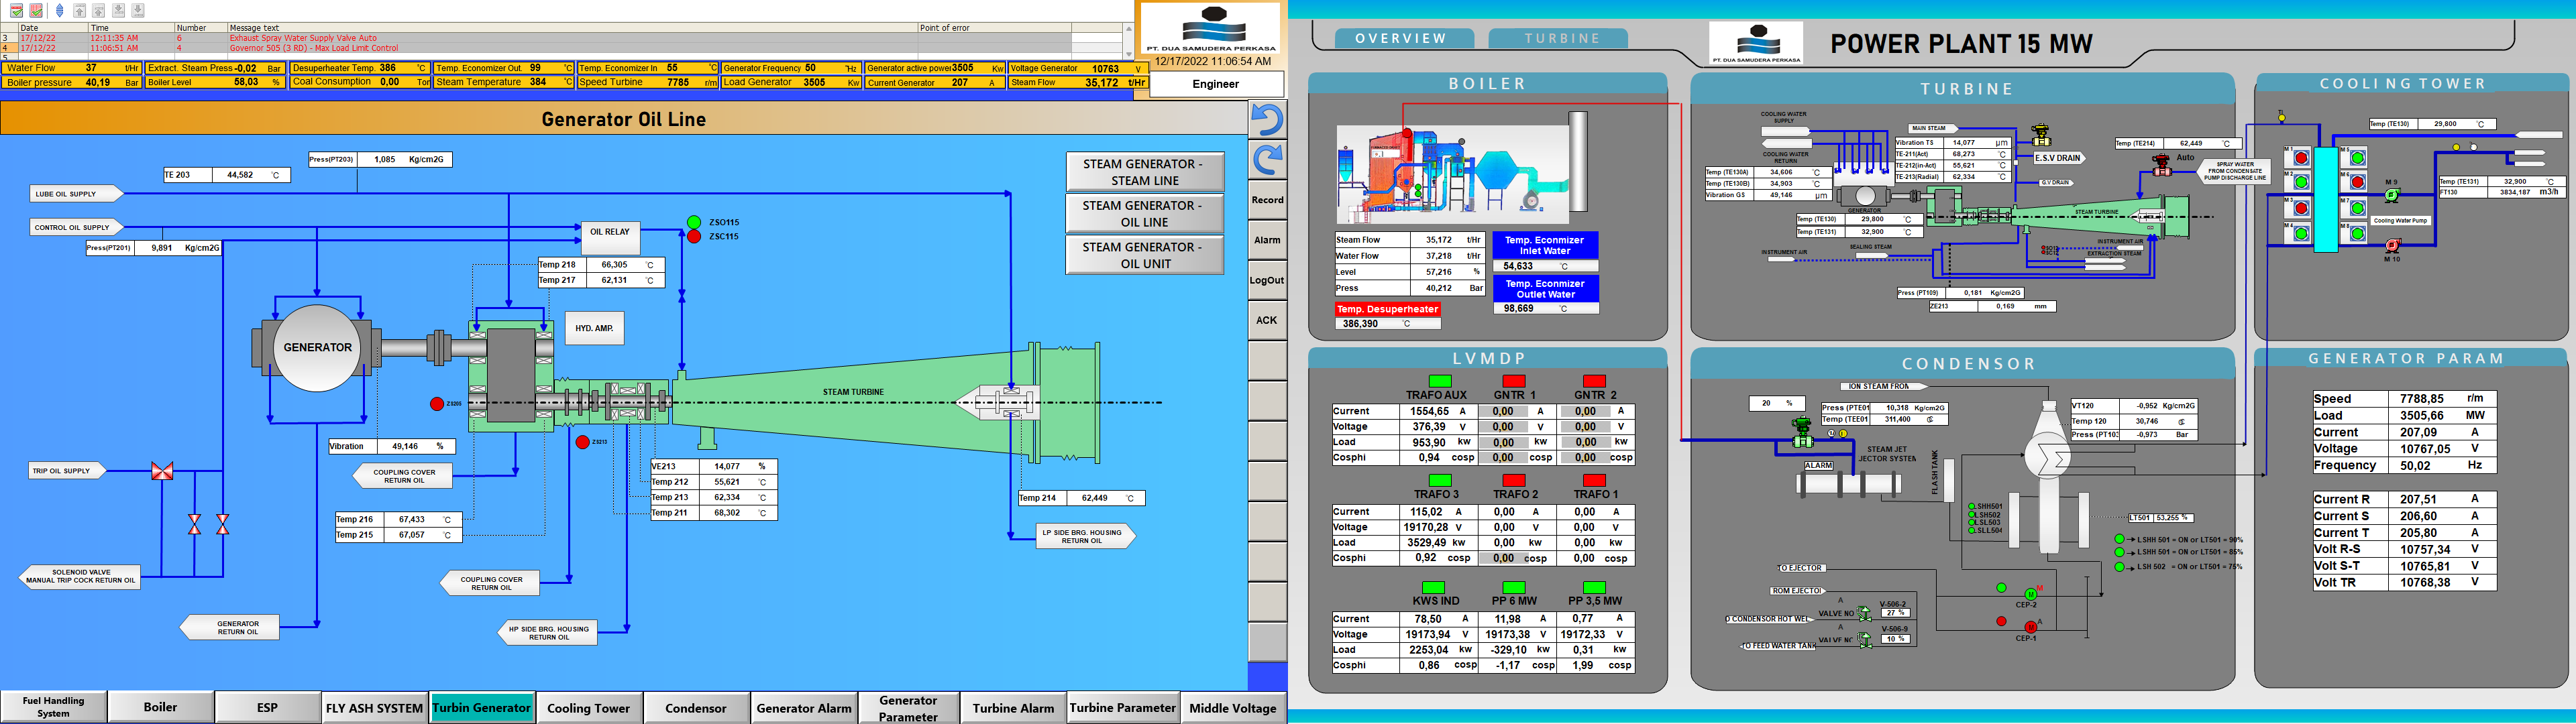 Date Time Number Message text Point of error
3 17/12/22 12:11:35 AM 6 Exhaust Spray Water Supply Valve Auto
4 17/12/22 11:06:51 AM 4 Governor 505 (3 RD) - Max Load Limit Control
5
PT. DUA SAMUDERA PERKASA
12/17/2022 11:06:54 AM
Engineer
Water Flow 37 t/Hr
Extract. Steam Press -0,02 Bar
Desuperheater Temp. 386 °C
Temp. Economizer Out. 99 °C
Temp. Economizer In 55 °C
Generator Frequency 50 Hz
Generator active power 3505 Kw
Voltage Generator 10763 V
Boiler pressure 40,19 Bar
Boiler Level 58,03 %
Coal Consumption 0,00 Ton
Steam Temperature 384 °C
Speed Turbine 7785 r/m
Load Generator 3505 Kw
Current Generator 207 A
Steam Flow 35,172 t/Hr
Generator Oil Line
Press(PT203) 1,085 Kg/cm2G
TE 203 44,582 °C
LUBE OIL SUPPLY
CONTROL OIL SUPPLY
Press(PT201) 9,891 Kg/cm2G
OIL RELAY
ZSO115
ZSC115
STEAM GENERATOR -
STEAM LINE
STEAM GENERATOR -
OIL LINE
STEAM GENERATOR -
OIL UNIT
Record
Alarm
LogOut
ACK
Temp 218 66,305 °C
Temp 217 62,131 °C
HYD. AMP.
GENERATOR
STEAM TURBINE
ZS205
ZS213
Vibration 49,146 %
COUPLING COVER
RETURN OIL
TRIP OIL SUPPLY
VE213 14,077 %
Temp 212 55,621 °C
Temp 213 62,334 °C
Temp 211 68,302 °C
Temp 214 62,449 °C
Temp 216 67,433 °C
Temp 215 67,057 °C
LP SIDE BRG. HOUSING
RETURN OIL
SOLENOID VALVE
MANUAL TRIP COCK RETURN OIL
COUPLING COVER
RETURN OIL
GENERATOR
RETURN OIL
HP SIDE BRG. HOUSING
RETURN OIL
Fuel Handling
System
Boiler
ESP
FLY ASH SYSTEM
Turbin Generator
Cooling Tower
Condensor
Generator Alarm
Generator
Parameter
Turbine Alarm
Turbine Parameter
Middle Voltage
OVERVIEW
TURBINE
PT. DUA SAMUDERA PERKASA
POWER PLANT 15 MW
BOILER
Steam Flow 35,172 t/Hr
Water Flow 37,218 t/Hr
Level 57,216 %
Press 40,212 Bar
Temp. Econmizer
Inlet Water
54,633 °C
Temp. Econmizer
Outlet Water
98,669 °C
Temp. Desuperheater
386,390 °C
TURBINE
COOLING WATER
SUPPLY
COOLING WATER
RETURN
MAIN STEAM
Vibration TS 14,077 µm
TE-211(Act) 68,273 °C
TE-212(in-Act) 55,621 °C
TE-213(Radial) 62,334 °C
E.S.V DRAIN
G.V DRAIN
Temp (TE214) 62,449 °C
Auto
SPRAY WATER
FROM CONDENSATE
PUMP DISCHARGE LINE
Temp (TE130A) 34,606 °C
Temp (TE130B) 34,903 °C
Vibration GS 49,146 µm
GENERATOR
Temp (TE130) 29,800 °C
Temp (TE131) 32,900 °C
STEAM TURBINE
INSTRUMENT AIR
SEALING STEAM
INSTRUMENT AIR
EXTRACTION STEAM
Press (PT109) 0,181 Kg/cm2G
ZE213 0,169 mm
COOLING TOWER
Temp (TE130) 29,800 °C
M 1
M 2
M 3
M 4
M 5
M 6
M 7
M 8
M 9
Cooling Water Pump
M 10
Temp (TE131) 32,900 °C
FT130 3834,187 m3/h
LVMDP
TRAFO AUX GNTR 1 GNTR 2
Current 1554,65 A 0,00 A 0,00 A
Voltage 376,39 V 0,00 V 0,00 V
Load 953,90 kw 0,00 kw 0,00 kw
Cosphi 0,94 cosp 0,00 cosp 0,00 cosp
TRAFO 3 TRAFO 2 TRAFO 1
Current 115,02 A 0,00 A 0,00 A
Voltage 19170,28 V 0,00 V 0,00 V
Load 3529,49 kw 0,00 kw 0,00 kw
Cosphi 0,92 cosp 0,00 cosp 0,00 cosp
KWS IND PP 6 MW PP 3,5 MW
Current 78,50 A 11,98 A 0,77 A
Voltage 19173,94 V 19173,38 V 19172,33 V
Load 2253,04 kw -329,10 kw 0,31 kw
Cosphi 0,86 cosp -1,17 cosp 1,99 cosp
CONDENSOR
ION STEAM FROM
20 %
Press (PTE01 10,318 Kg/cm2G
Temp (TEE01 311,400 °C
VT120 -0,952 Kg/cm2G
Temp 120 30,746 °C
Press (PT103 -0,973 Bar
STEAM JET
JECTOR SYSTEM
ALARM
FLASH TANK
LSHH501
LSH502
LSL503
SLL504
LT501 53,255 %
LSHH 501 = ON or LT501 = 90%
LSHH 501 = ON or LT501 = 85%
LSH 502 = ON or LT501 = 75%
TO EJECTOR
ROM EJECTO
A V-506-2
VALVE NO 27 %
O CONDENSOR HOT WEL
A V-506-9
VALVE NC 10 %
TO FEED WATER TANK
M
CEP-2
A
CEP-1
GENERATOR PARAM
Speed 7788,85 r/m
Load 3505,66 MW
Current 207,09 A
Voltage 10767,05 V
Frequency 50,02 Hz
Current R 207,51 A
Current S 206,60 A
Current T 205,80 A
Volt R-S 10757,34 V
Volt S-T 10765,81 V
Volt TR 10768,38 V